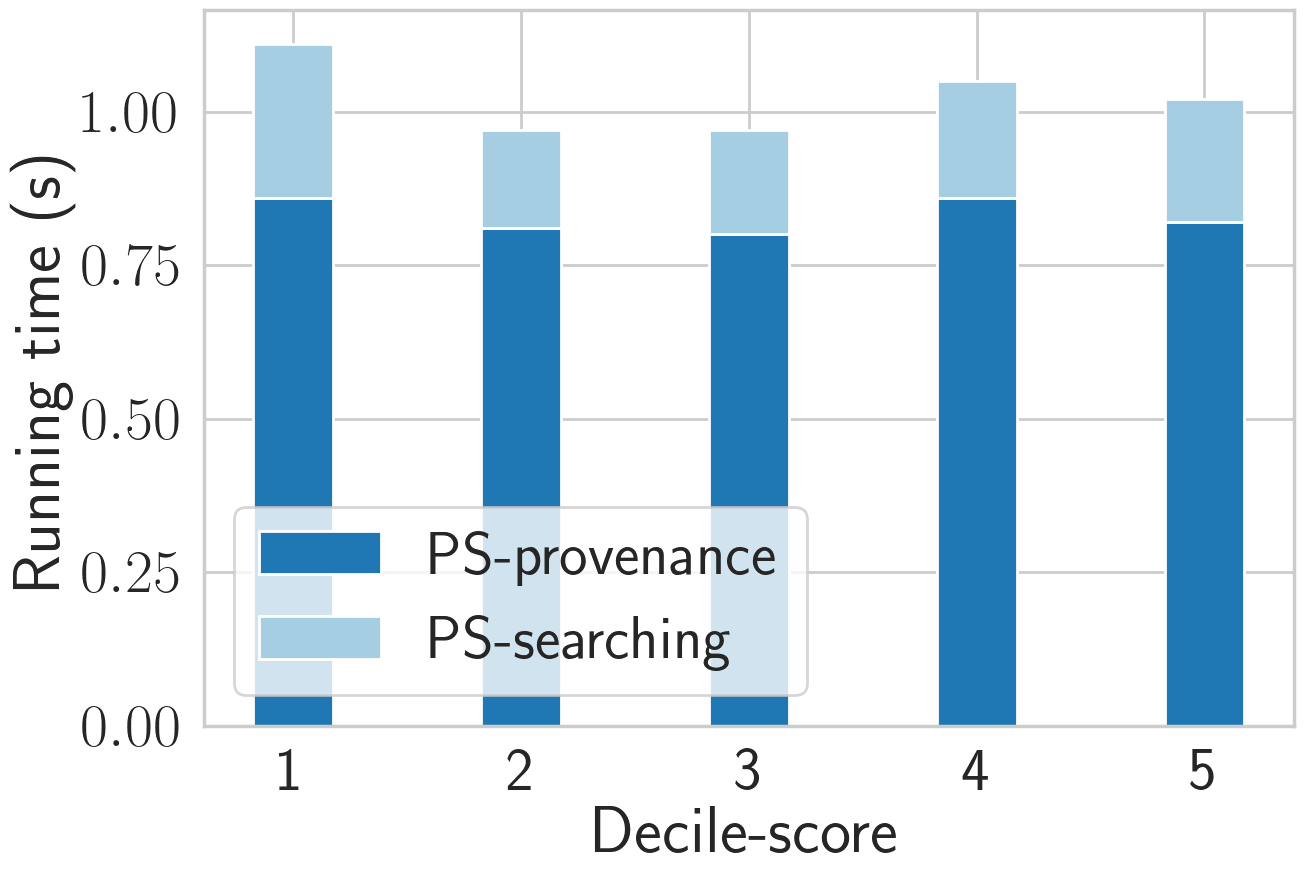 Running time (s)
1.00
0.75
0.50
0.25
0.00
PS-provenance
PS-searching
1 2 3 4 5
Decile-score